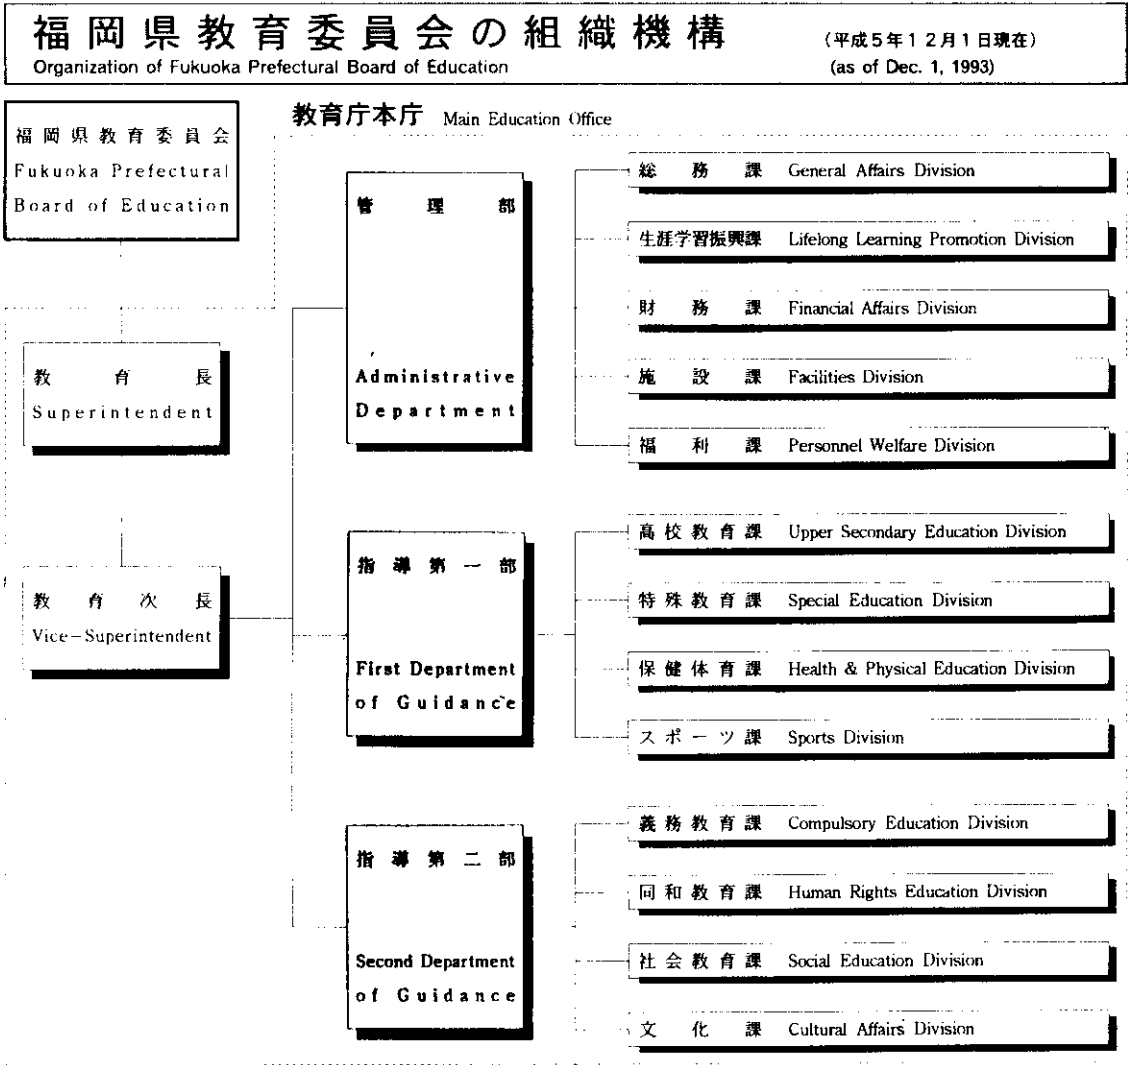 福岡県教育委員会の組織機構
(平成5年12月1日現在)
Organization of Fukuoka Prefectural Board of Education
(as of Dec. 1, 1993)
福岡県教育委員会
Fukuoka Prefectural
Board of Education
教育庁本庁 Main Education Office
教育長
Superintendent
教育次長
Vice-Superintendent
管理部
Administrative
Department
総務課 General Affairs Division
生涯学習振興課 Lifelong Learning Promotion Division
財務課 Financial Affairs Division
施設課 Facilities Division
福利課 Personnel Welfare Division
指導第一部
First Department
of Guidance
高校教育課 Upper Secondary Education Division
特殊教育課 Special Education Division
保健体育課 Health & Physical Education Division
スポーツ課 Sports Division
指導第二部
Second Department
of Guidance
義務教育課 Compulsory Education Division
同和教育課 Human Rights Education Division
社会教育課 Social Education Division
文化課 Cultural Affairs Division